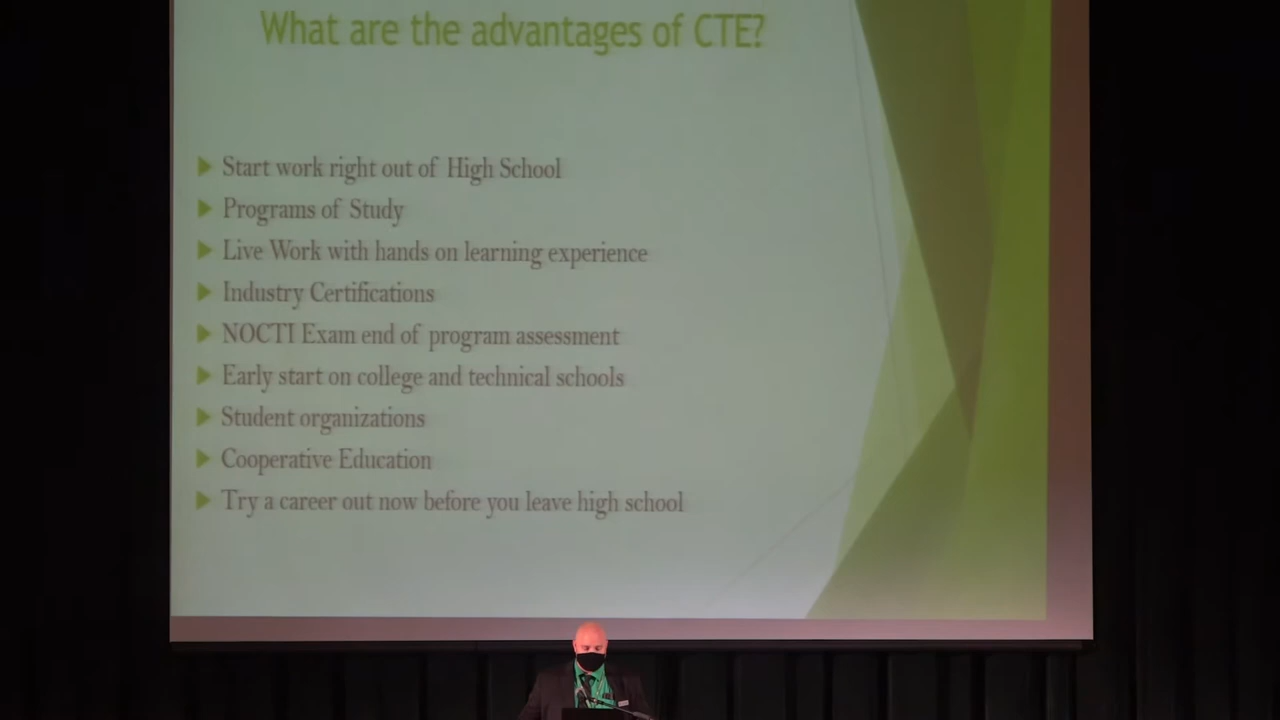 What are the advantages of CTE?
Start work right out of High School
Programs of Study
Live Work with hands on learning experience
Industry Certifications
NOCTI Exam end of program assessment
Early start on college and technical schools
Student organizations
Cooperative Education
Try a career out now before you leave high school